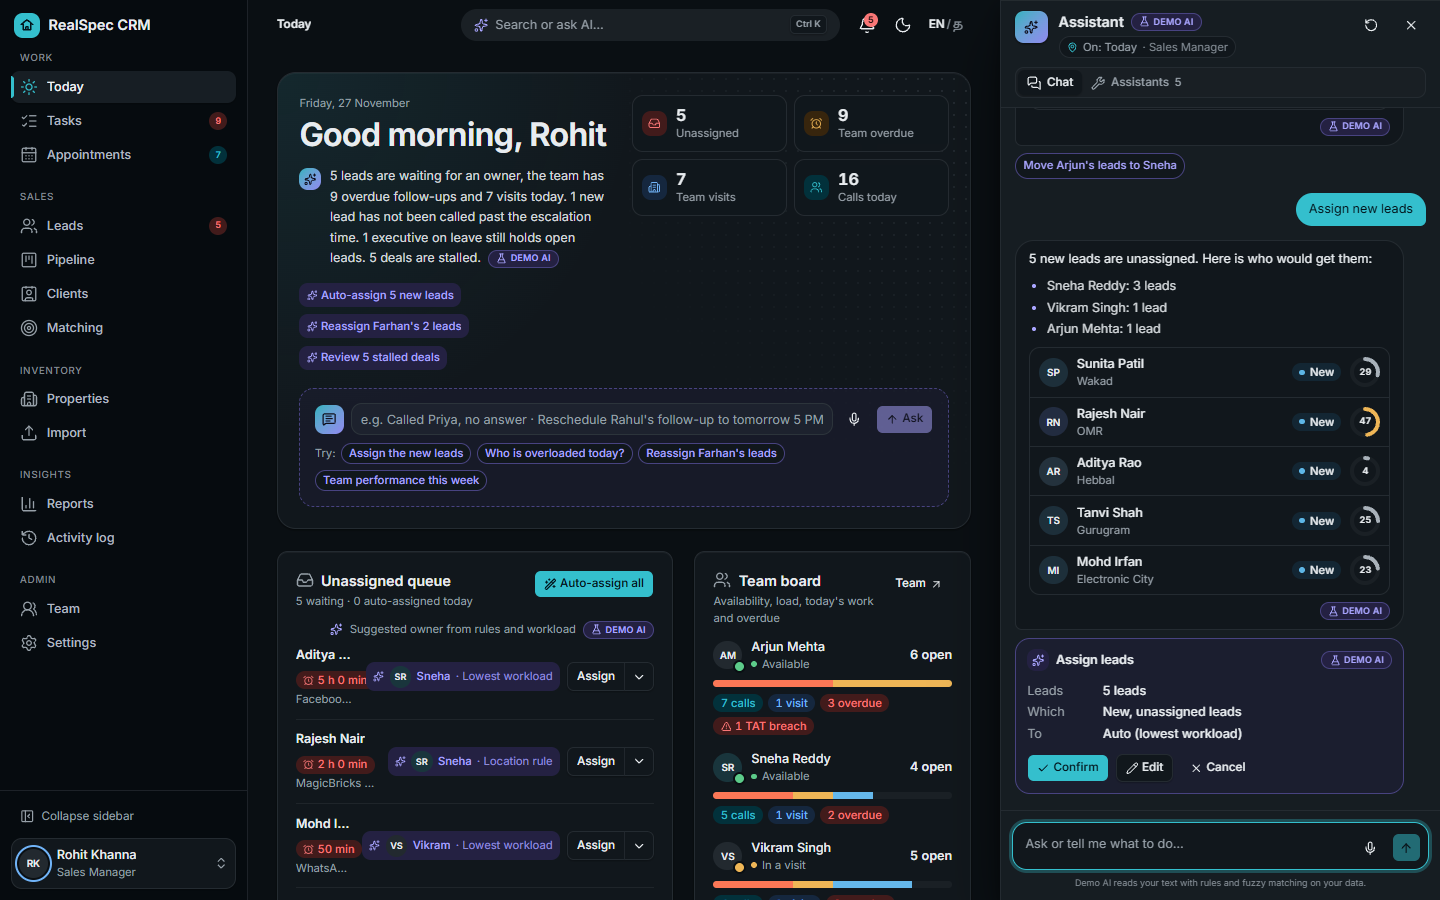 RealSpec CRM
WORK
Today
Tasks 9
Appointments 7
SALES
Leads 5
Pipeline
Clients
Matching
INVENTORY
Properties
Import
INSIGHTS
Reports
Activity log
ADMIN
Team
Settings
Collapse sidebar
RK
Rohit Khanna
Sales Manager
Today
Search or ask AI...
Ctrl K
5
EN / த
Friday, 27 November
Good morning, Rohit
5 leads are waiting for an owner, the team has
9 overdue follow-ups and 7 visits today. 1 new
lead has not been called past the escalation
time. 1 executive on leave still holds open
leads. 5 deals are stalled. DEMO AI
5
Unassigned
9
Team overdue
7
Team visits
16
Calls today
Auto-assign 5 new leads
Reassign Farhan's 2 leads
Review 5 stalled deals
e.g. Called Priya, no answer · Reschedule Rahul's follow-up to tomorrow 5 PM
Ask
Try: Assign the new leads Who is overloaded today? Reassign Farhan's leads
Team performance this week
Unassigned queue
5 waiting · 0 auto-assigned today
Auto-assign all
Suggested owner from rules and workload DEMO AI
Aditya ...
5 h 0 min
Faceboo...
SR Sneha · Lowest workload
Assign
Rajesh Nair
2 h 0 min
MagicBricks ...
SR Sneha · Location rule
Assign
Mohd I...
50 min
WhatsA...
VS Vikram · Lowest workload
Assign
Team board
Team
Availability, load, today's work
and overdue
AM
Arjun Mehta
Available
6 open
7 calls 1 visit 3 overdue
1 TAT breach
SR
Sneha Reddy
Available
4 open
5 calls 1 visit 2 overdue
VS
Vikram Singh
In a visit
5 open
Assistant DEMO AI
On: Today · Sales Manager
Chat
Assistants 5
DEMO AI
Move Arjun's leads to Sneha
Assign new leads
5 new leads are unassigned. Here is who would get them:
• Sneha Reddy: 3 leads
• Vikram Singh: 1 lead
• Arjun Mehta: 1 lead
SP
Sunita Patil
Wakad
New
29
RN
Rajesh Nair
OMR
New
47
AR
Aditya Rao
Hebbal
New
4
TS
Tanvi Shah
Gurugram
New
25
MI
Mohd Irfan
Electronic City
New
23
DEMO AI
Assign leads DEMO AI
Leads 5 leads
Which New, unassigned leads
To Auto (lowest workload)
Confirm Edit Cancel
Ask or tell me what to do...
Demo AI reads your text with rules and fuzzy matching on your data.